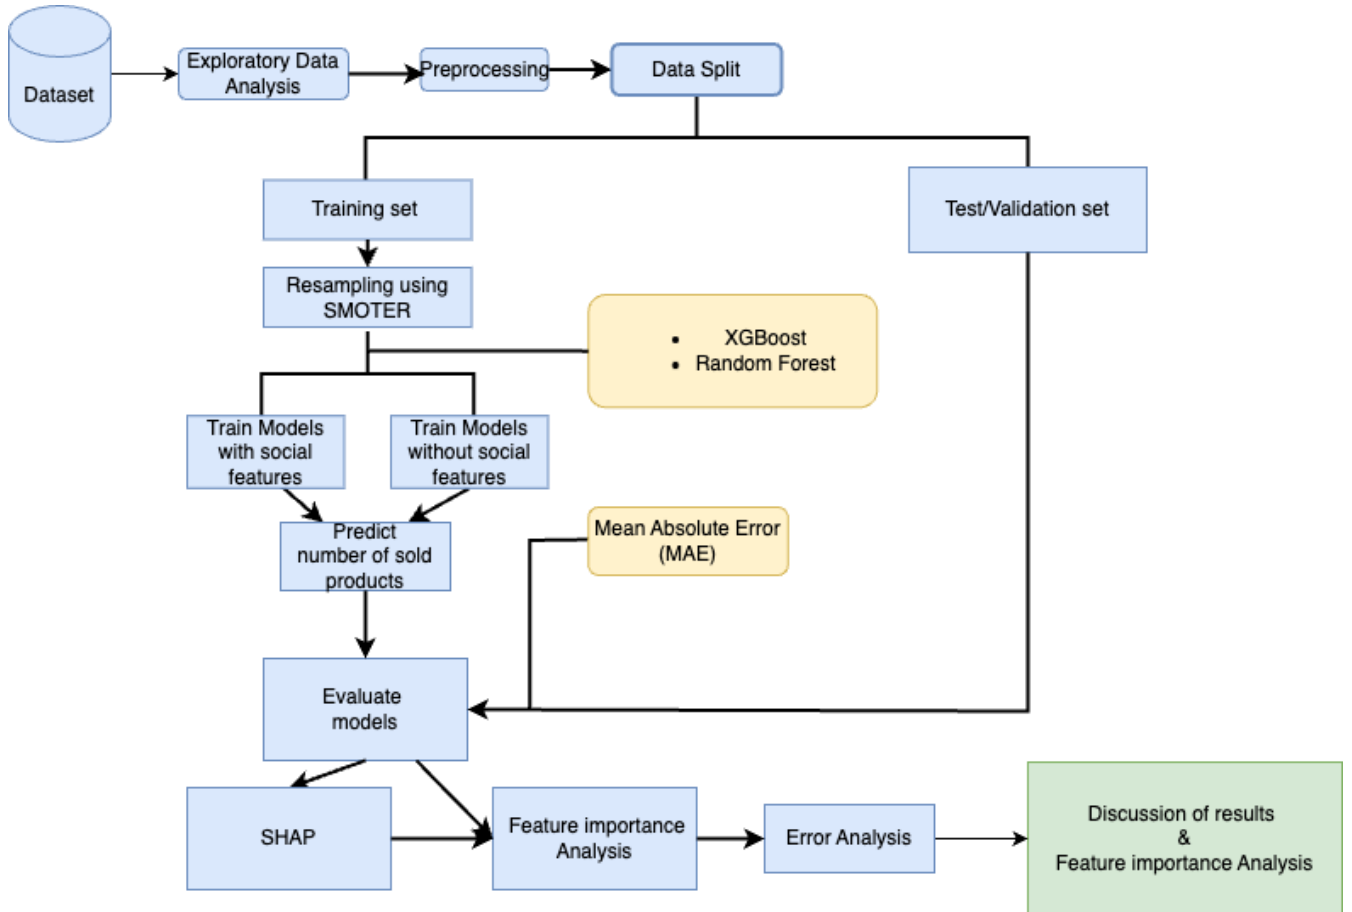 Dataset
Exploratory Data
Analysis
Preprocessing
Data Split
Training set
Test/Validation set
Resampling using
SMOTER
• XGBoost
• Random Forest
Train Models
with social
features
Train Models
without social
features
Mean Absolute Error
(MAE)
Predict
number of sold
products
Evaluate
models
SHAP
Feature importance
Analysis
Error Analysis
Discussion of results
&
Feature importance Analysis